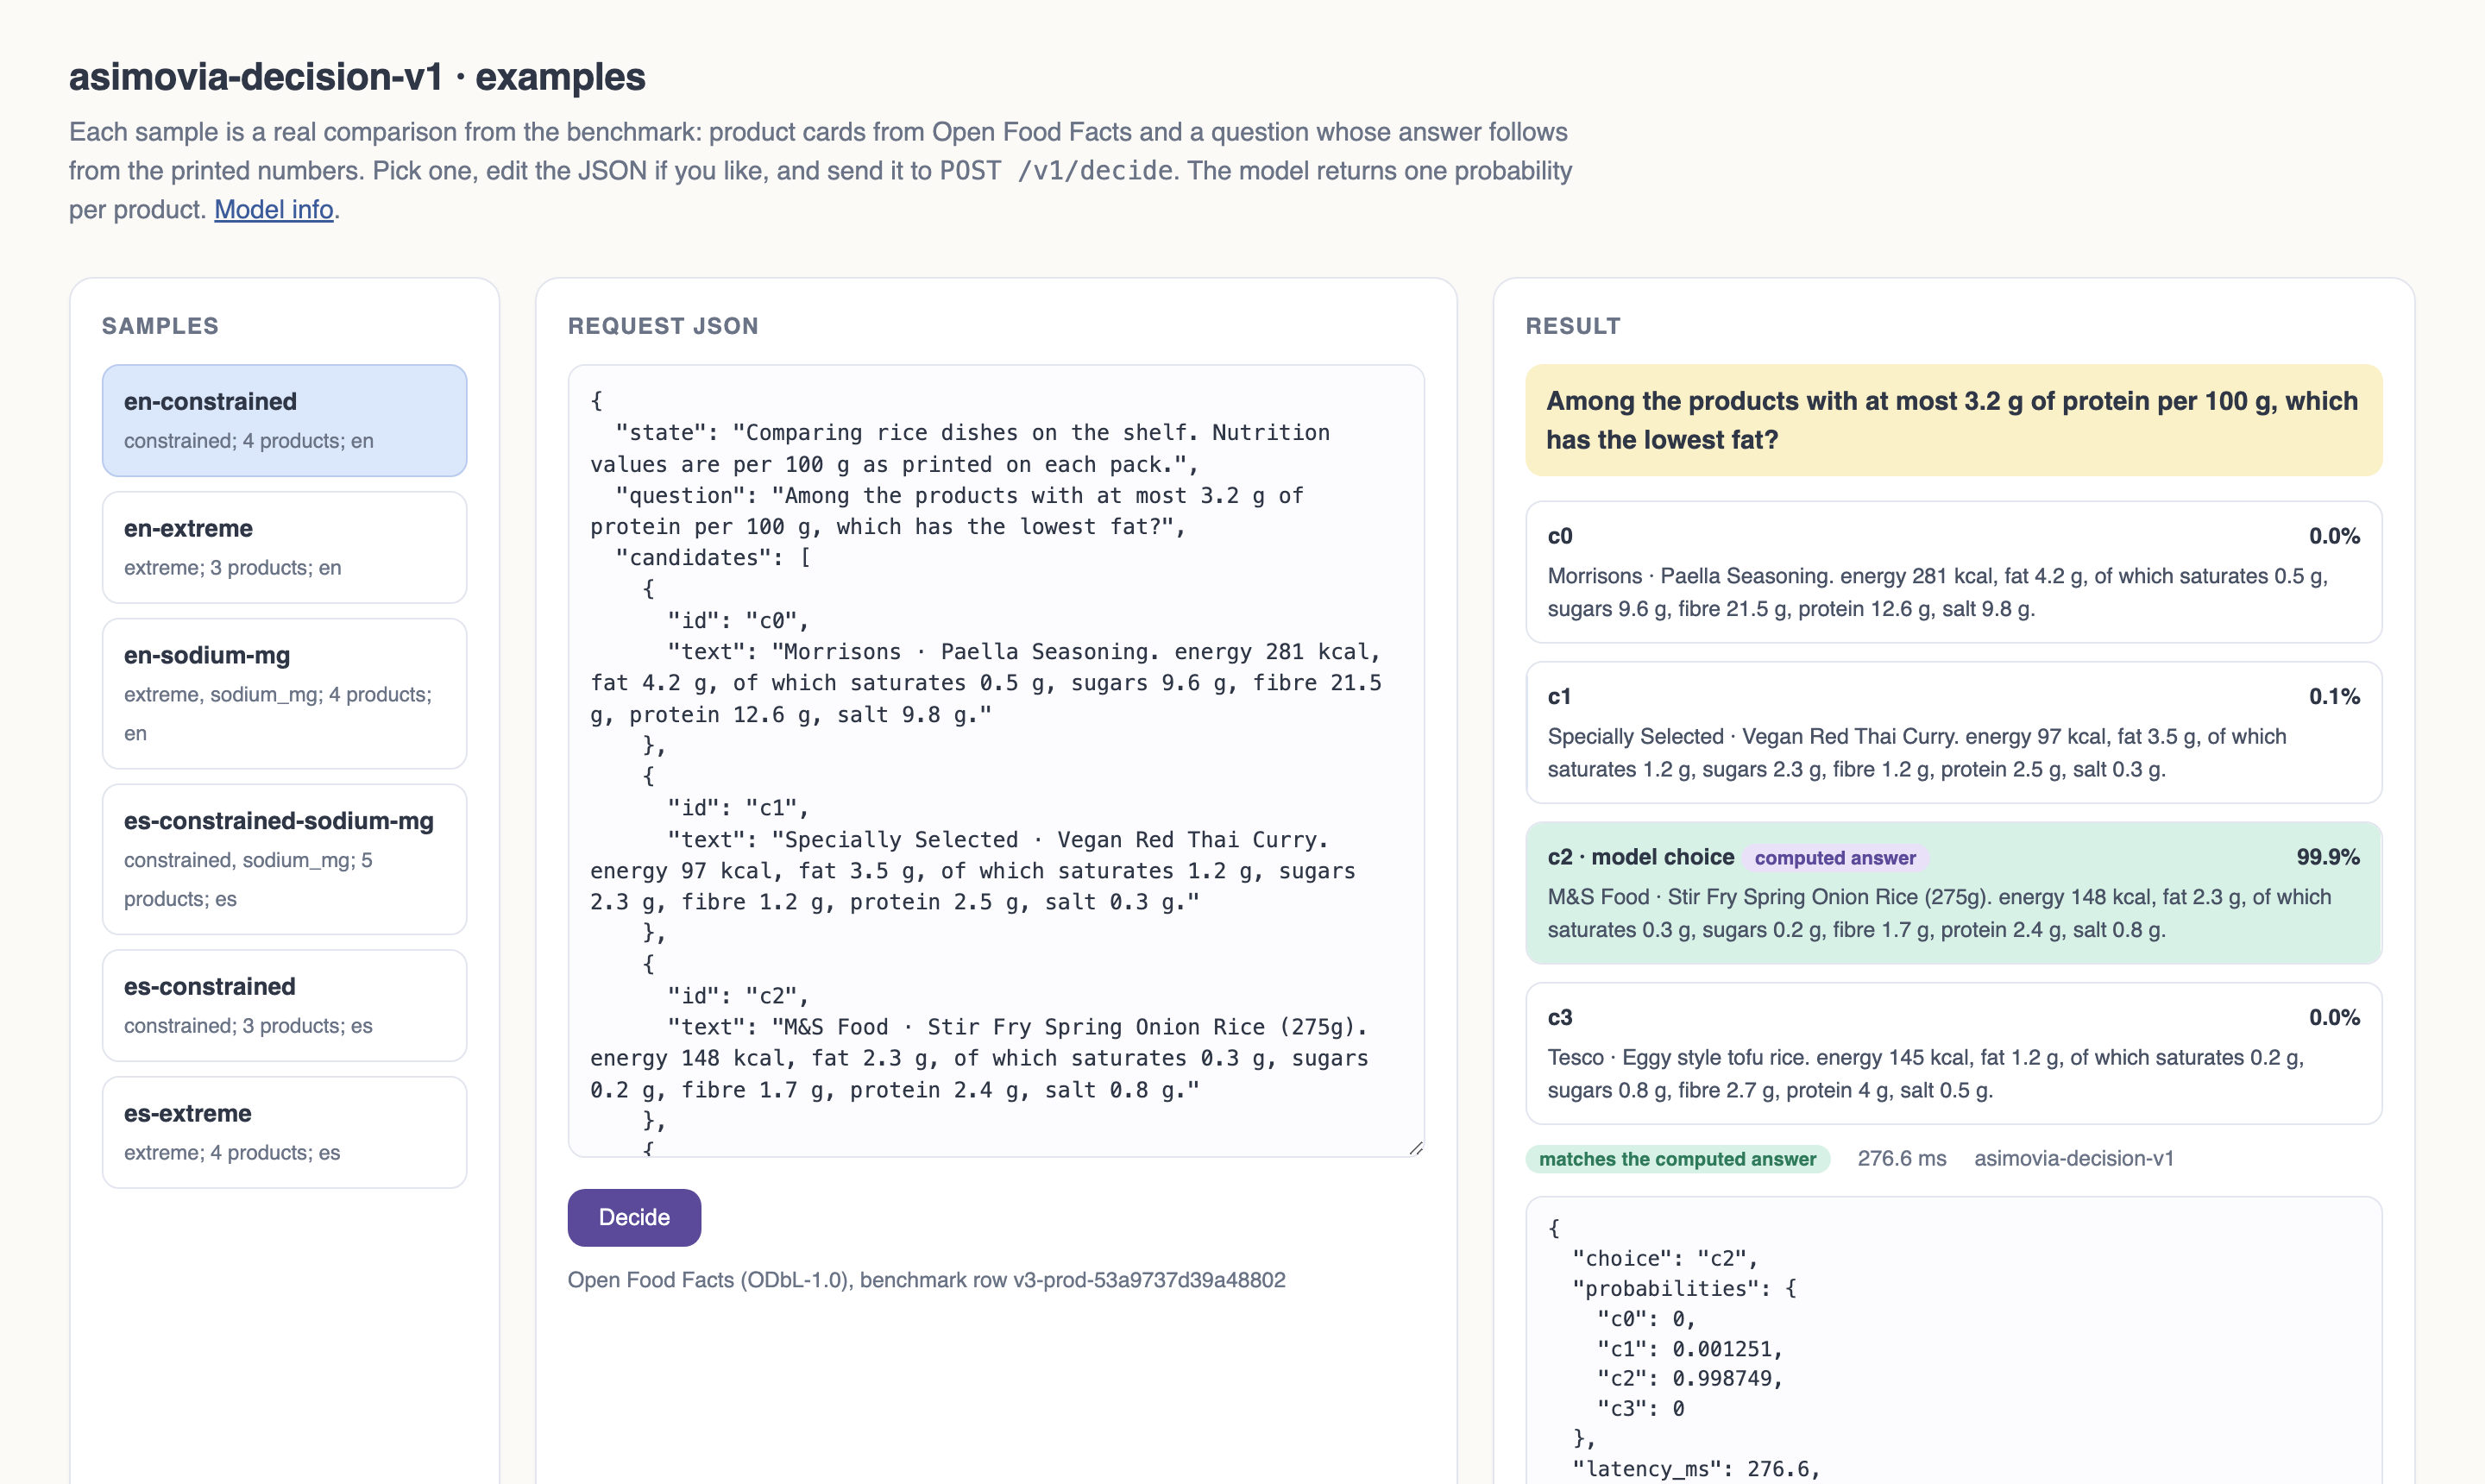 asimovia-decision-v1 · examples
Each sample is a real comparison from the benchmark: product cards from Open Food Facts and a question whose answer follows
from the printed numbers. Pick one, edit the JSON if you like, and send it to POST /v1/decide. The model returns one probability
per product. Model info.
SAMPLES
en-constrained
constrained; 4 products; en
en-extreme
extreme; 3 products; en
en-sodium-mg
extreme, sodium_mg; 4 products;
en
es-constrained-sodium-mg
constrained, sodium_mg; 5
products; es
es-constrained
constrained; 3 products; es
es-extreme
extreme; 4 products; es
REQUEST JSON
{
"state": "Comparing rice dishes on the shelf. Nutrition
values are per 100 g as printed on each pack.",
"question": "Among the products with at most 3.2 g of
protein per 100 g, which has the lowest fat?",
"candidates": [
{
"id": "c0",
"text": "Morrisons · Paella Seasoning. energy 281 kcal,
fat 4.2 g, of which saturates 0.5 g, sugars 9.6 g, fibre 21.5
g, protein 12.6 g, salt 9.8 g."
},
{
"id": "c1",
"text": "Specially Selected · Vegan Red Thai Curry.
energy 97 kcal, fat 3.5 g, of which saturates 1.2 g, sugars
2.3 g, fibre 1.2 g, protein 2.5 g, salt 0.3 g."
},
{
"id": "c2",
"text": "M&S Food · Stir Fry Spring Onion Rice (275g).
energy 148 kcal, fat 2.3 g, of which saturates 0.3 g, sugars
0.2 g, fibre 1.7 g, protein 2.4 g, salt 0.8 g."
},
{
Decide
Open Food Facts (ODbL-1.0), benchmark row v3-prod-53a9737d39a48802
RESULT
Among the products with at most 3.2 g of protein per 100 g, which
has the lowest fat?
c0 0.0%
Morrisons · Paella Seasoning. energy 281 kcal, fat 4.2 g, of which saturates 0.5 g,
sugars 9.6 g, fibre 21.5 g, protein 12.6 g, salt 9.8 g.
c1 0.1%
Specially Selected · Vegan Red Thai Curry. energy 97 kcal, fat 3.5 g, of which
saturates 1.2 g, sugars 2.3 g, fibre 1.2 g, protein 2.5 g, salt 0.3 g.
c2 · model choice computed answer 99.9%
M&S Food · Stir Fry Spring Onion Rice (275g). energy 148 kcal, fat 2.3 g, of which
saturates 0.3 g, sugars 0.2 g, fibre 1.7 g, protein 2.4 g, salt 0.8 g.
c3 0.0%
Tesco · Eggy style tofu rice. energy 145 kcal, fat 1.2 g, of which saturates 0.2 g,
sugars 0.8 g, fibre 2.7 g, protein 4 g, salt 0.5 g.
matches the computed answer 276.6 ms asimovia-decision-v1
{
"choice": "c2",
"probabilities": {
"c0": 0,
"c1": 0.001251,
"c2": 0.998749,
"c3": 0
},
"latency_ms": 276.6,